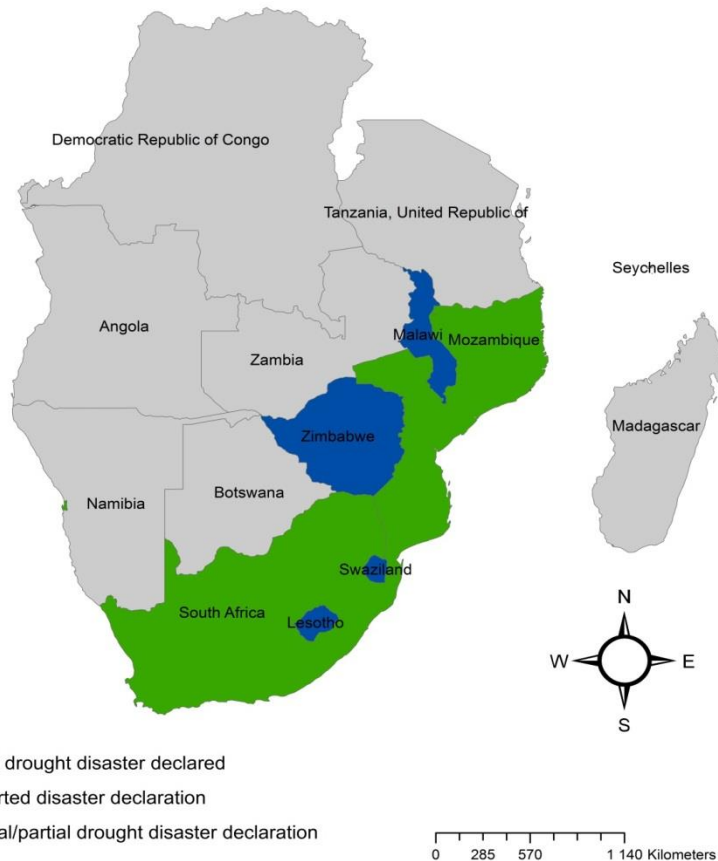 Democratic Republic of Congo
Tanzania, United Republic of
Seychelles
Angola
Malawi
Mozambique
Zambia
Zimbabwe
Madagascar
Namibia
Botswana
Swaziland
South Africa
Lesotho
N
W
E
S
drought disaster declared
disaster declaration
drought disaster declaration
0 285 570 1 140 Kilometers